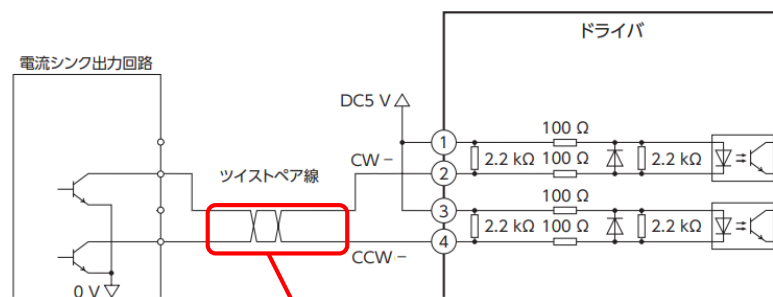 ドライバ
電流シンク出力回路
DC5 V
100 Ω
1
CW −
2.2 kΩ 100 Ω 2.2 kΩ
2
ツイストペア線
100 Ω
3
2.2 kΩ 100 Ω 2.2 kΩ
4
CCW −
0 V